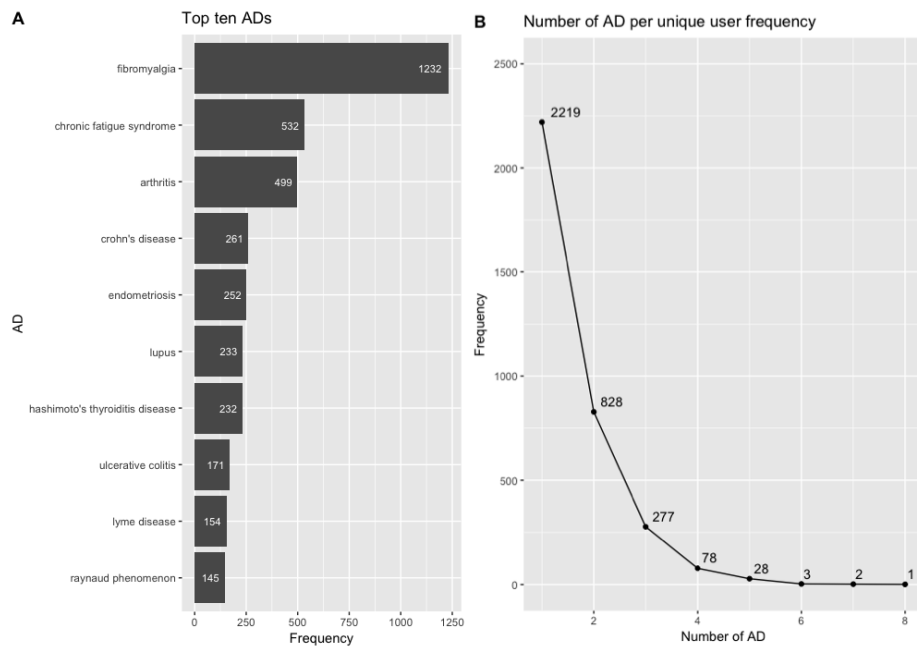 A
Top ten ADs
AD
fibromyalgia
1232
chronic fatigue syndrome
532
arthritis
499
crohn's disease
261
endometriosis
252
lupus
233
hashimoto's thyroiditis disease
232
ulcerative colitis
171
lyme disease
154
raynaud phenomenon
145
0 250 500 750 1000 1250
Frequency
B
Number of AD per unique user frequency
Frequency
2500
2000
1500
1000
500
0
2219
828
277
78
28
3
2
1
2 4 6 8
Number of AD